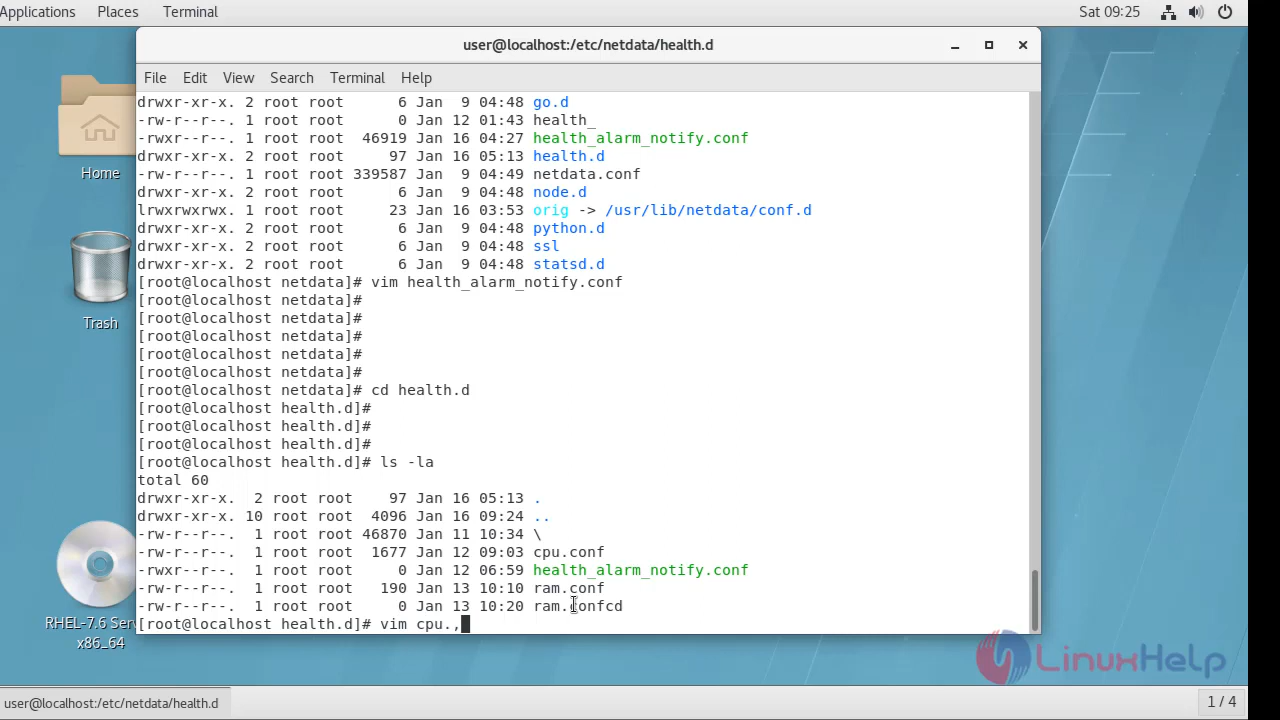 Applications Places Terminal Sat 09:25
user@localhost:/etc/netdata/health.d
File Edit View Search Terminal Help
drwxr-xr-x. 2 root root      6 Jan  9 04:48 go.d
-rw-r--r--. 1 root root      0 Jan 12 01:43 health_
-rwxr--r--. 1 root root  46919 Jan 16 04:27 health_alarm_notify.conf
drwxr-xr-x. 2 root root     97 Jan 16 05:13 health.d
-rw-r--r--. 1 root root 339587 Jan  9 04:49 netdata.conf
drwxr-xr-x. 2 root root      6 Jan  9 04:48 node.d
lrwxrwxrwx. 1 root root     23 Jan 16 03:53 orig -> /usr/lib/netdata/conf.d
drwxr-xr-x. 2 root root      6 Jan  9 04:48 python.d
drwxr-xr-x. 2 root root      6 Jan  9 04:48 ssl
drwxr-xr-x. 2 root root      6 Jan  9 04:48 statsd.d
[root@localhost netdata]# vim health_alarm_notify.conf
[root@localhost netdata]#
[root@localhost netdata]#
[root@localhost netdata]#
[root@localhost netdata]#
[root@localhost netdata]#
[root@localhost netdata]# cd health.d
[root@localhost health.d]#
[root@localhost health.d]#
[root@localhost health.d]#
[root@localhost health.d]# ls -la
total 60
drwxr-xr-x.  2 root root    97 Jan 16 05:13 .
drwxr-xr-x. 10 root root  4096 Jan 16 09:24 ..
-rw-r--r--.  1 root root 46870 Jan 11 10:34 \
-rw-r--r--.  1 root root  1677 Jan 12 09:03 cpu.conf
-rwxr--r--.  1 root root     0 Jan 12 06:59 health_alarm_notify.conf
-rw-r--r--.  1 root root   190 Jan 13 10:10 ram.conf
-rw-r--r--.  1 root root     0 Jan 13 10:20 ram.confcd
[root@localhost health.d]# vim cpu.,
Home
Trash
RHEL-7.6 Serv
x86_64
LinuxHelp
user@localhost:/etc/netdata/health.d 1 / 4